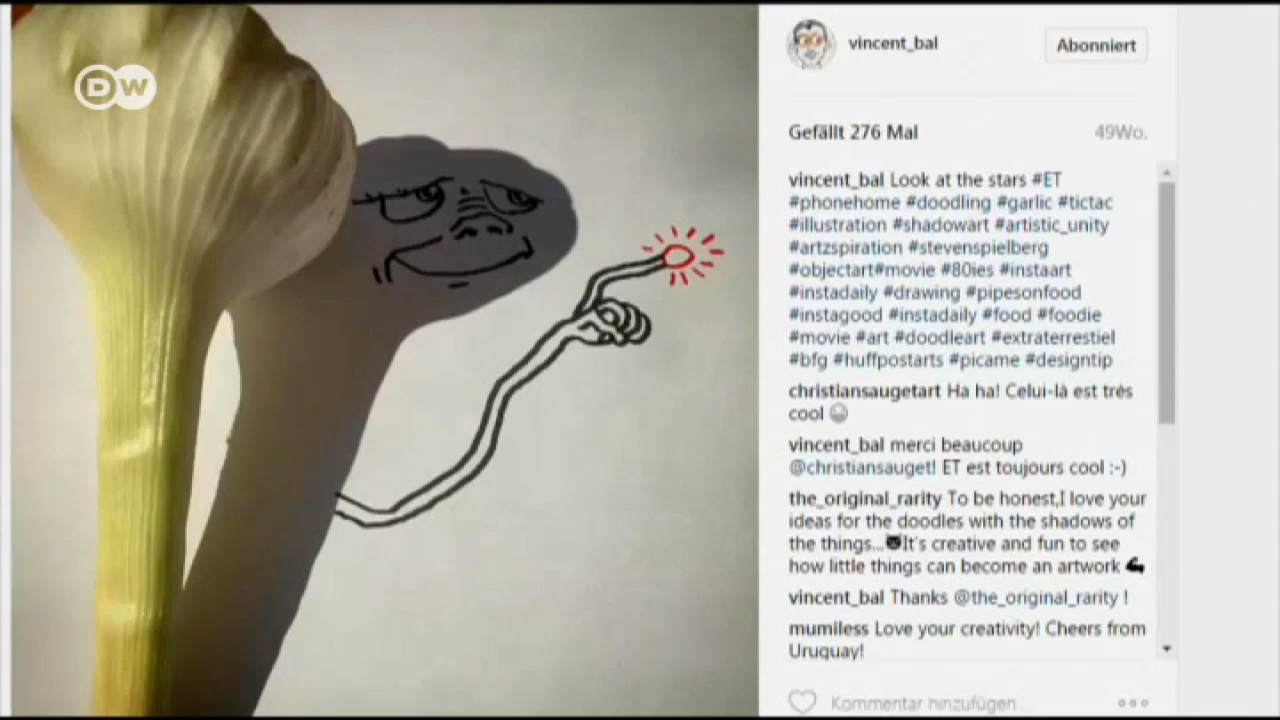 DW
vincent_bal
Abonniert
Gefällt 276 Mal
49Wo.
vincent_bal Look at the stars #ET
#phonehome #doodling #garlic #tictac
#illustration #shadowart #artistic_unity
#artzspiration #stevenspielberg
#objectart#movie #80ies #instaart
#instadaily #drawing #pipesonfood
#instagood #instadaily #food #foodie
#movie #art #doodleart #extraterrestiel
#bfg #huffpostarts #picame #designtip
christiansaugetart Ha ha! Celui-là est très
cool 😀
vincent_bal merci beaucoup
@christiansauget! ET est toujours cool :-)
the_original_rarity To be honest,I love your
ideas for the doodles with the shadows of
the things...It's creative and fun to see
how little things can become an artwork 💪
vincent_bal Thanks @the_original_rarity !
mumiless Love your creativity! Cheers from
Uruguay!
Kommentar hinzufügen